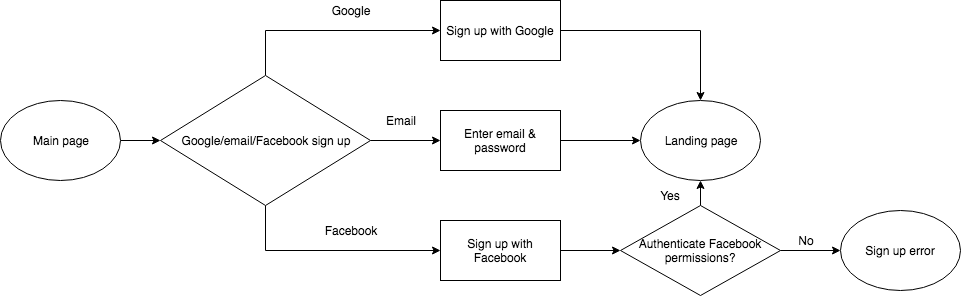 Google
Sign up with Google
Main page
Google/email/Facebook sign up
Email
Enter email &
password
Landing page
Yes
Facebook
Sign up with
Facebook
Authenticate Facebook
permissions?
No
Sign up error